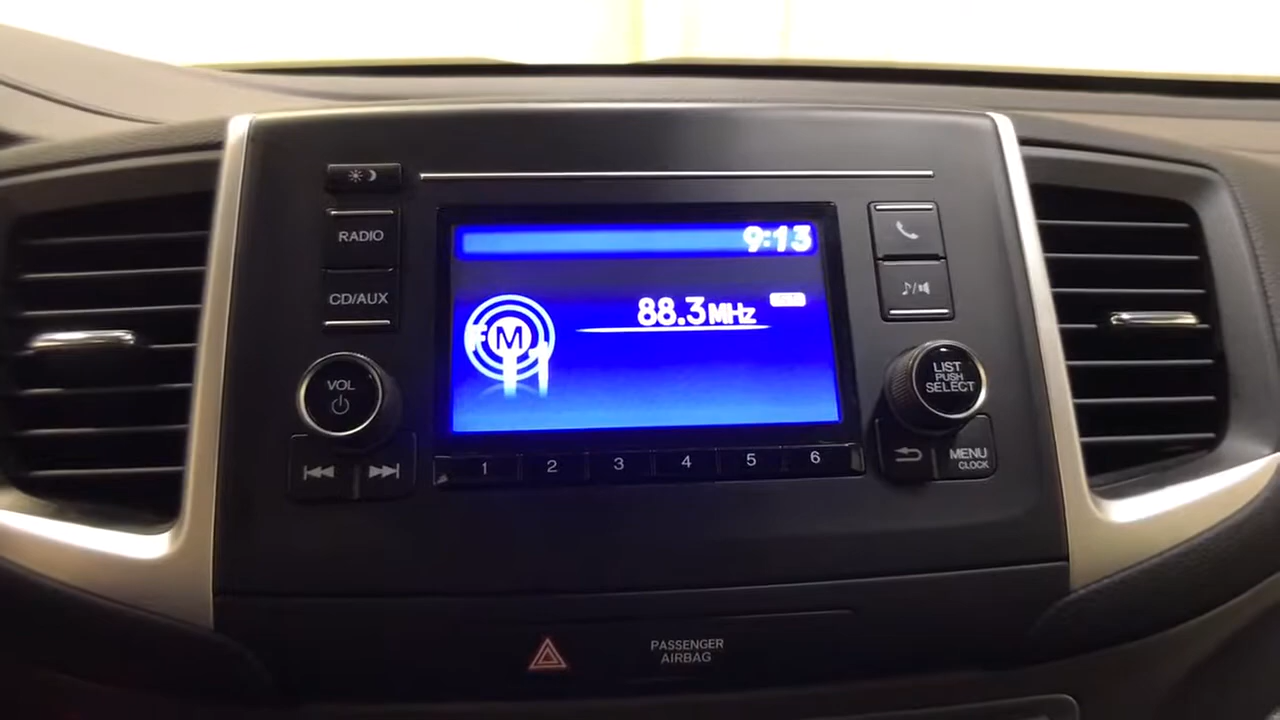 RADIO
9:13
CD/AUX
88.3MHz
FM
VOL
LIST
PUSH
SELECT
1 2 3 4 5 6
MENU
CLOCK
PASSENGER
AIRBAG